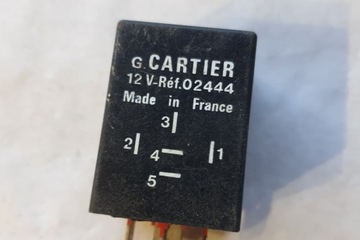 G. CARTIER
12 V-Réf.02444
Made in France
3
2 4 1
5